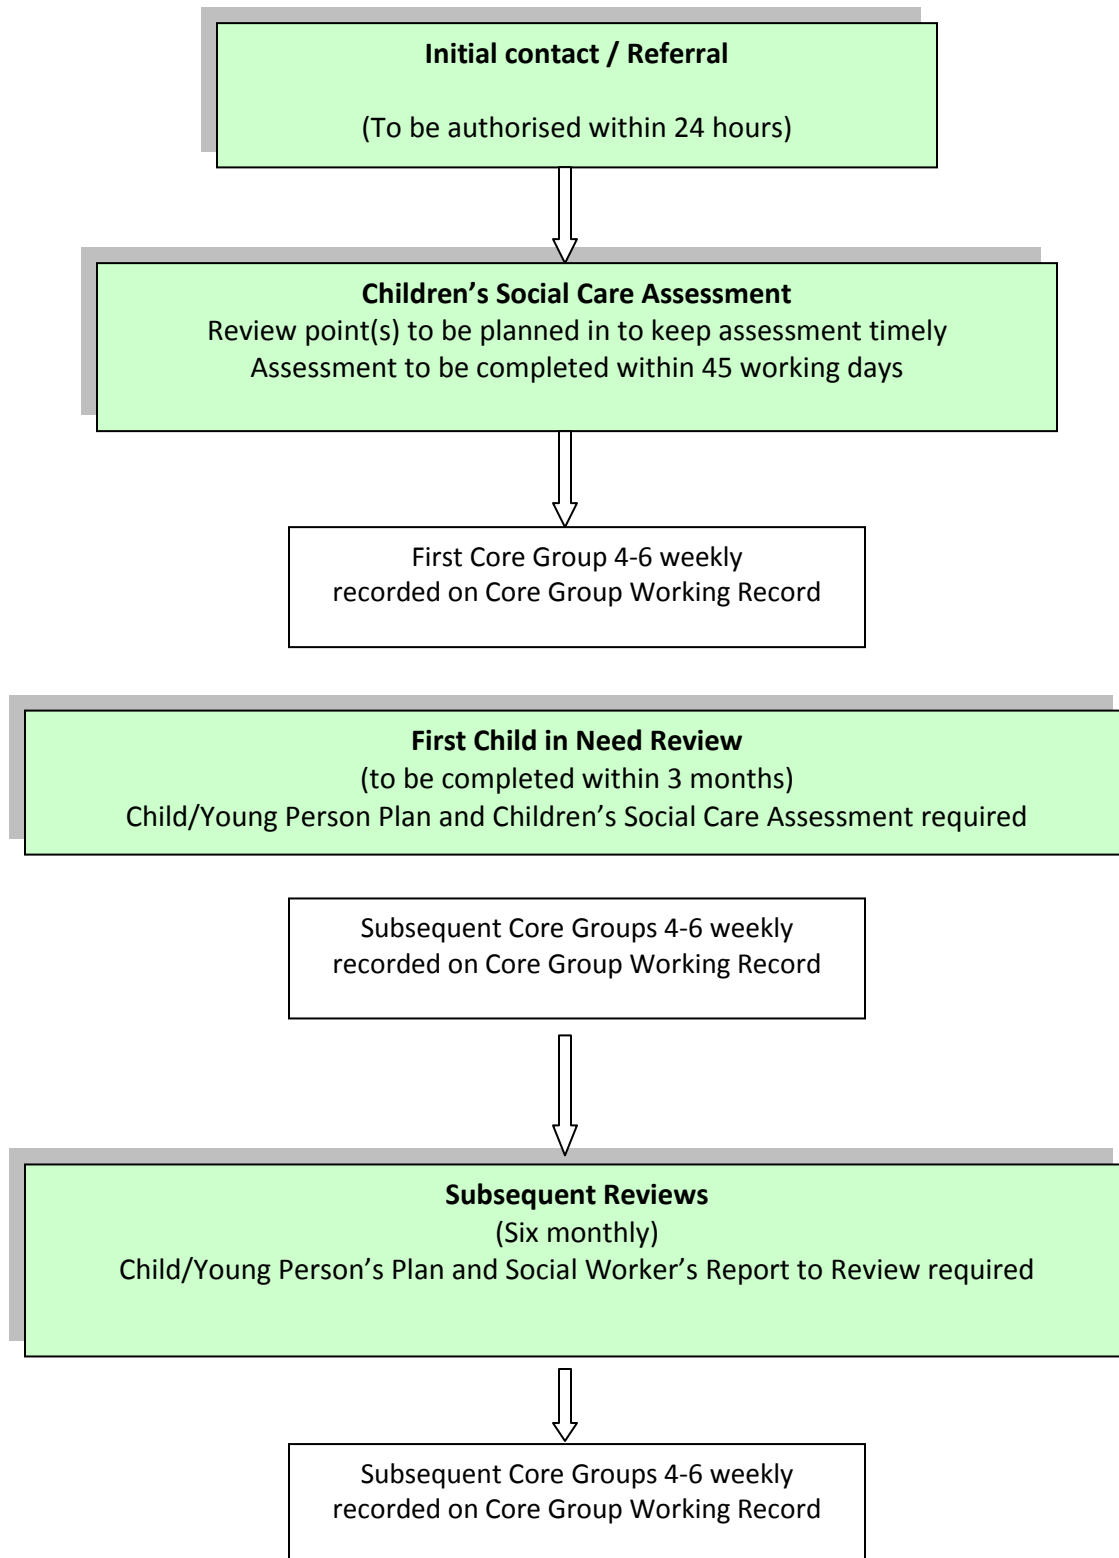 Initial contact / Referral
(To be authorised within 24 hours)
Children’s Social Care Assessment
Review point(s) to be planned in to keep assessment timely
Assessment to be completed within 45 working days
First Core Group 4-6 weekly
recorded on Core Group Working Record
First Child in Need Review
(to be completed within 3 months)
Child/Young Person Plan and Children’s Social Care Assessment required
Subsequent Core Groups 4-6 weekly
recorded on Core Group Working Record
Subsequent Reviews
(Six monthly)
Child/Young Person’s Plan and Social Worker’s Report to Review required
Subsequent Core Groups 4-6 weekly
recorded on Core Group Working Record